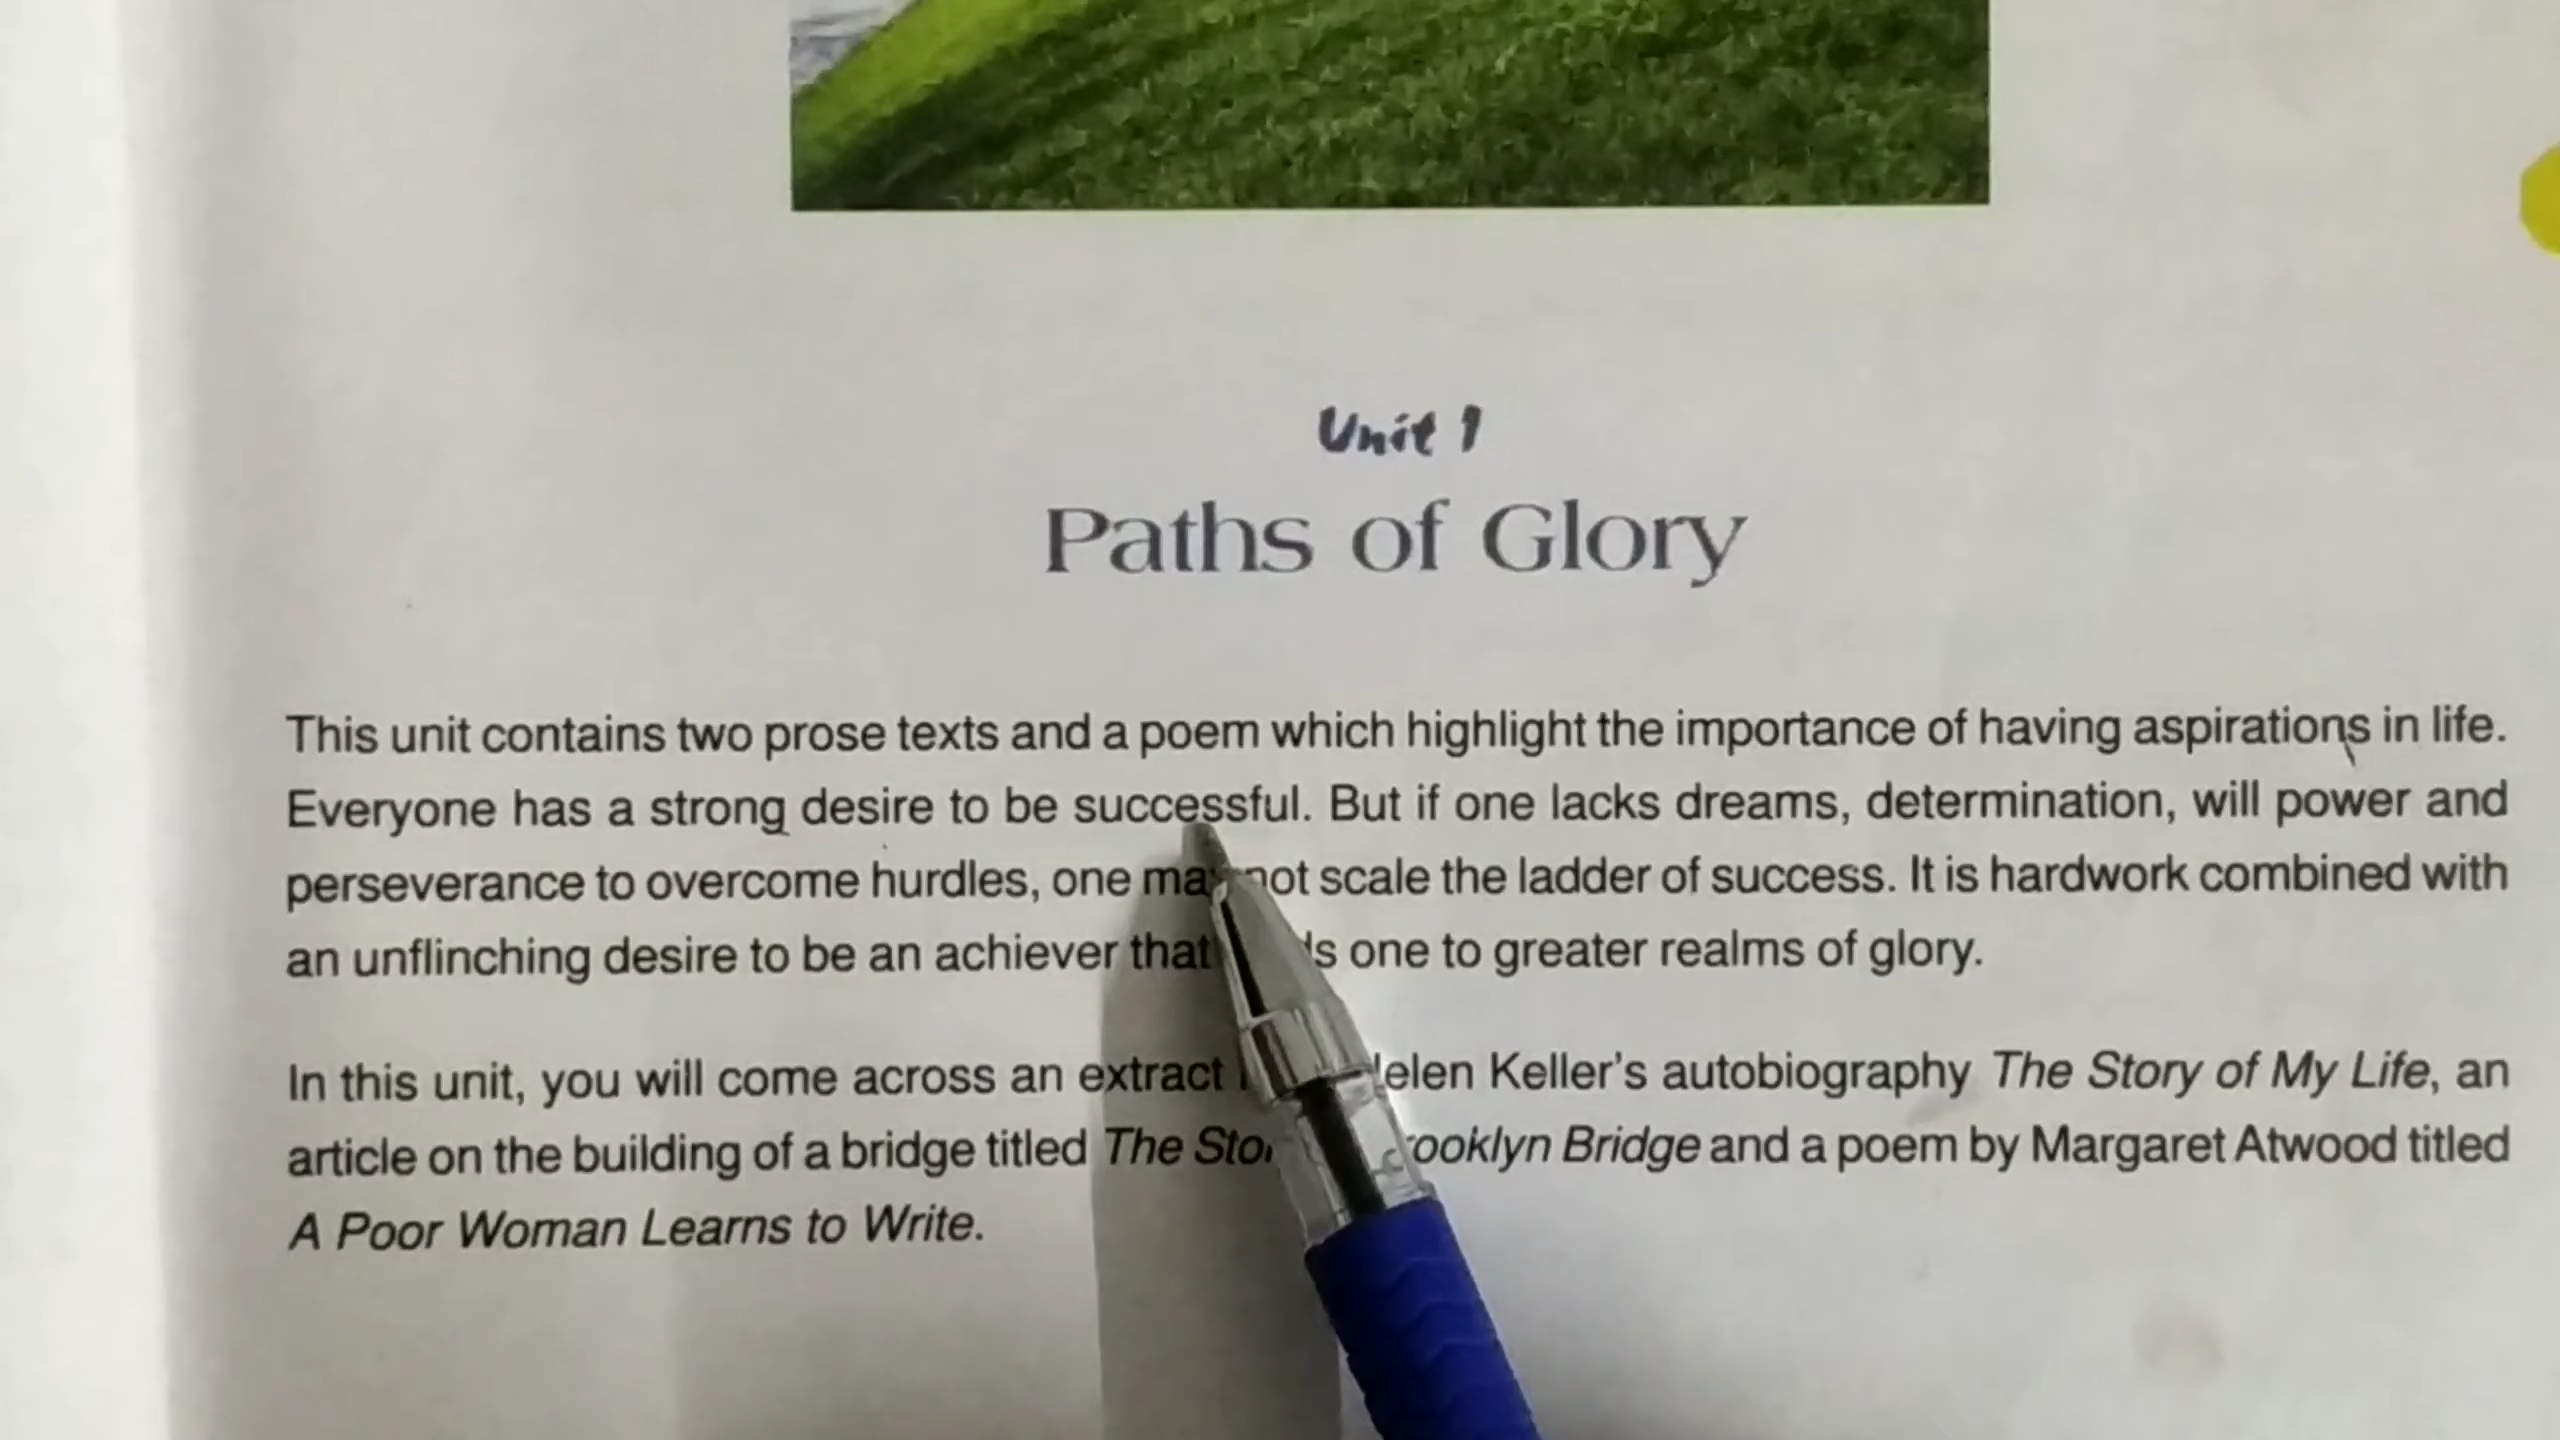 Unit 1
Paths of Glory
This unit contains two prose texts and a poem which highlight the importance of having aspirations in life.
Everyone has a strong desire to be successful. But if one lacks dreams, determination, will power and
perseverance to overcome hurdles, one may not scale the ladder of success. It is hardwork combined with
an unflinching desire to be an achiever that one to greater realms of glory.
In this unit, you will come across an extract Helen Keller's autobiography The Story of My Life, an
article on the building of a bridge titled The Brooklyn Bridge and a poem by Margaret Atwood titled
A Poor Woman Learns to Write.